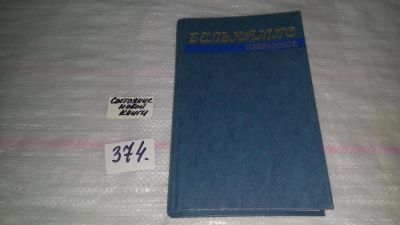 БЕЛЬКАМПО
ИЗБРАННОЕ
Состояние
новой
книги
374.